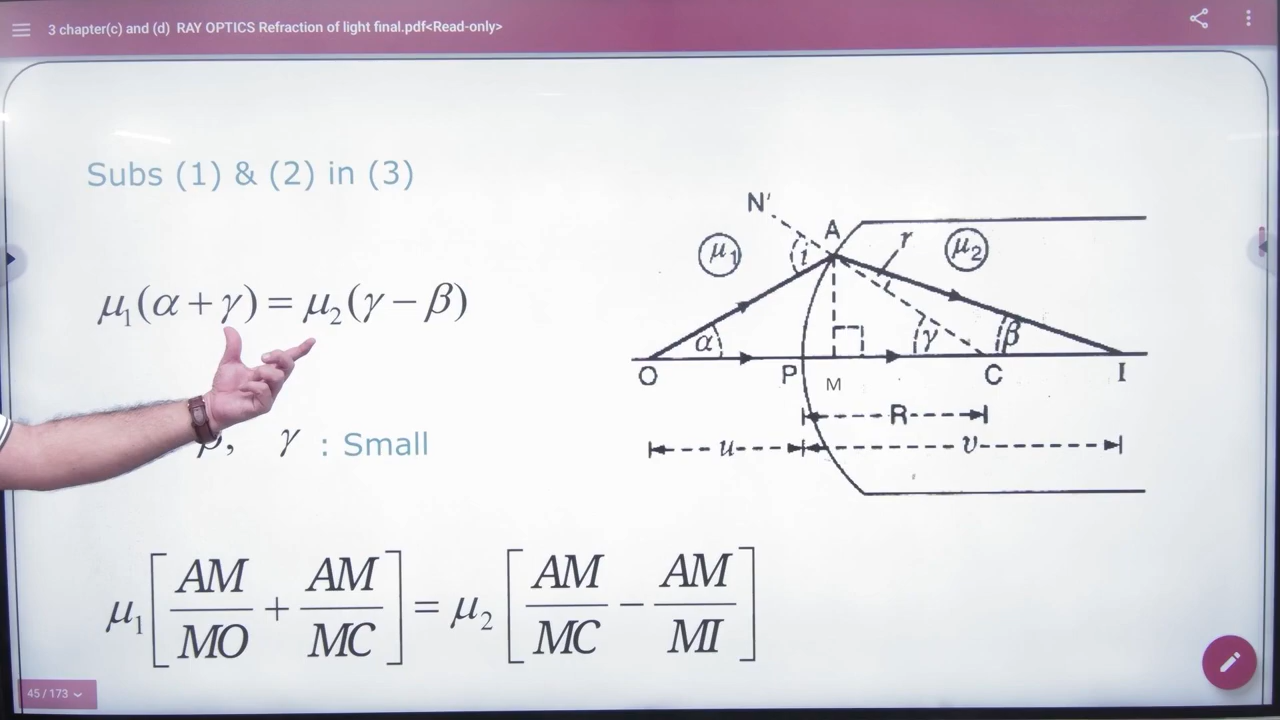 3 chapter(c) and (d) RAY OPTICS Refraction of light final.pdf<Read-only>
Subs (1) & (2) in (3)
μ₁(α + γ) = μ₂(γ − β)
β, γ : Small
μ₁ [ AM/MO + AM/MC ] = μ₂ [ AM/MC − AM/MI ]
N'
A
μ₁
i
r
μ₂
α
γ
β
O
P
M
C
I
R
u
υ
45 / 173